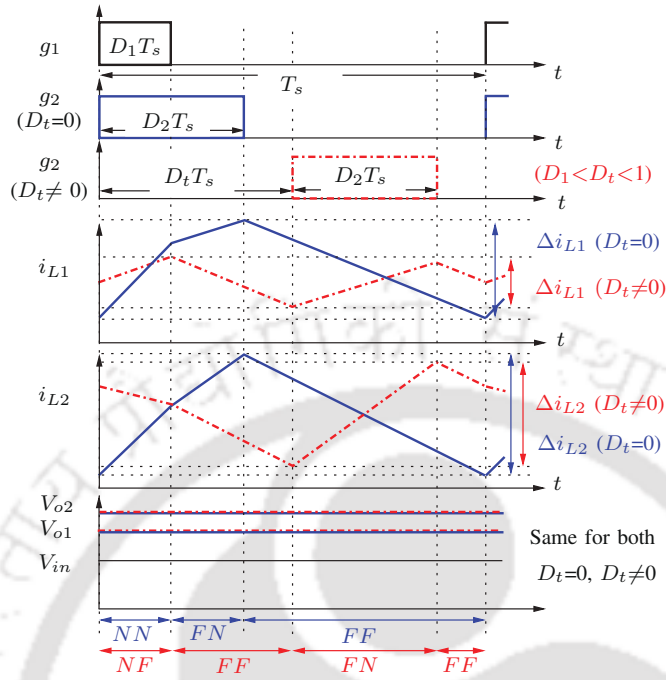 g1 D1Ts t
Ts
g2 (Dt=0) D2Ts t
g2 (Dt≠0) DtTs D2Ts (D1<Dt<1) t
iL1 ΔiL1 (Dt=0)
ΔiL1 (Dt≠0)
t
iL2 ΔiL2 (Dt≠0)
ΔiL2 (Dt=0)
t
Vo2
Vo1 Same for both
Vin Dt=0, Dt≠0
NN FN FF
NF FF FN FF